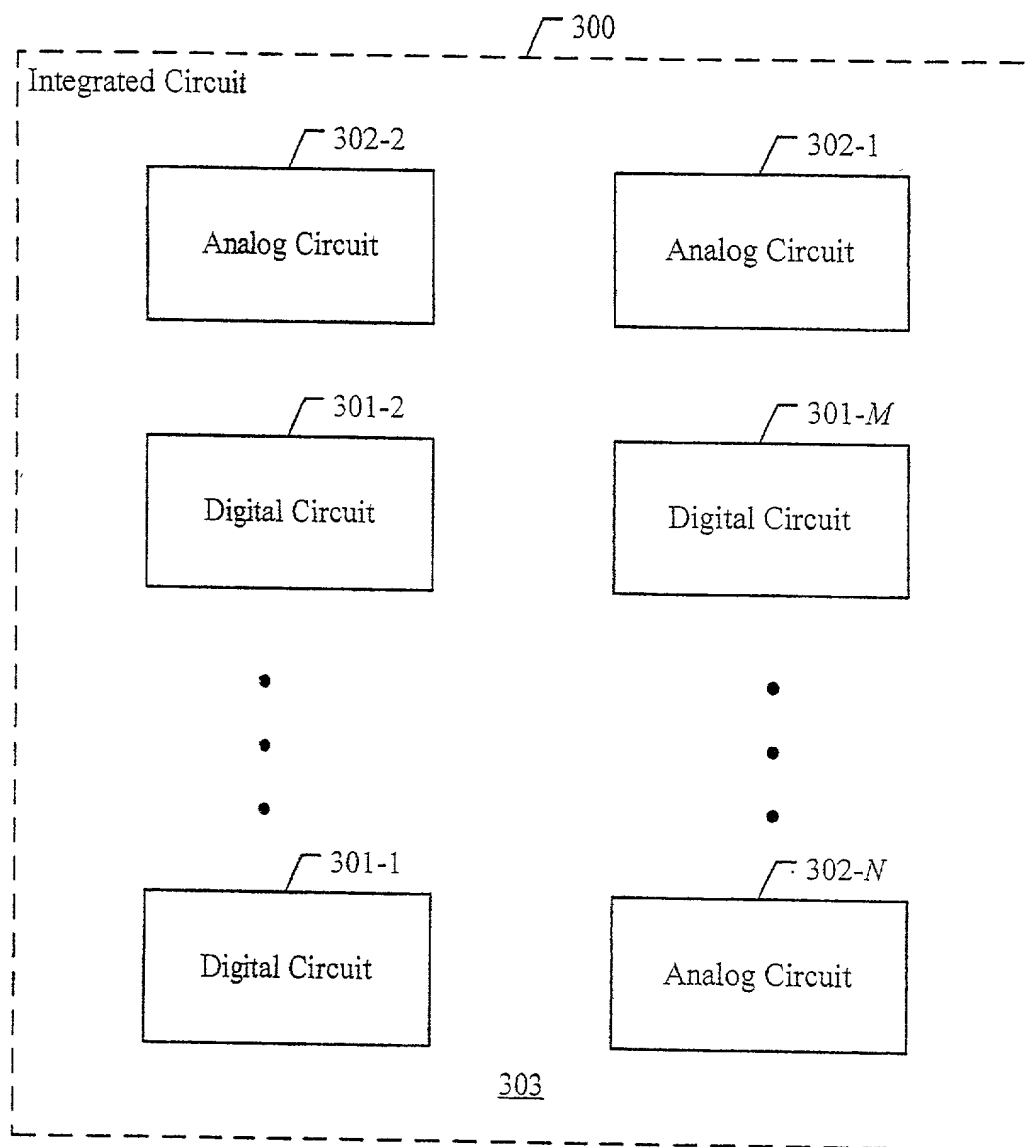 300
Integrated Circuit
302-2
302-1
Analog Circuit
Analog Circuit
301-2
301-M
Digital Circuit
Digital Circuit
301-1
302-N
Digital Circuit
Analog Circuit
303